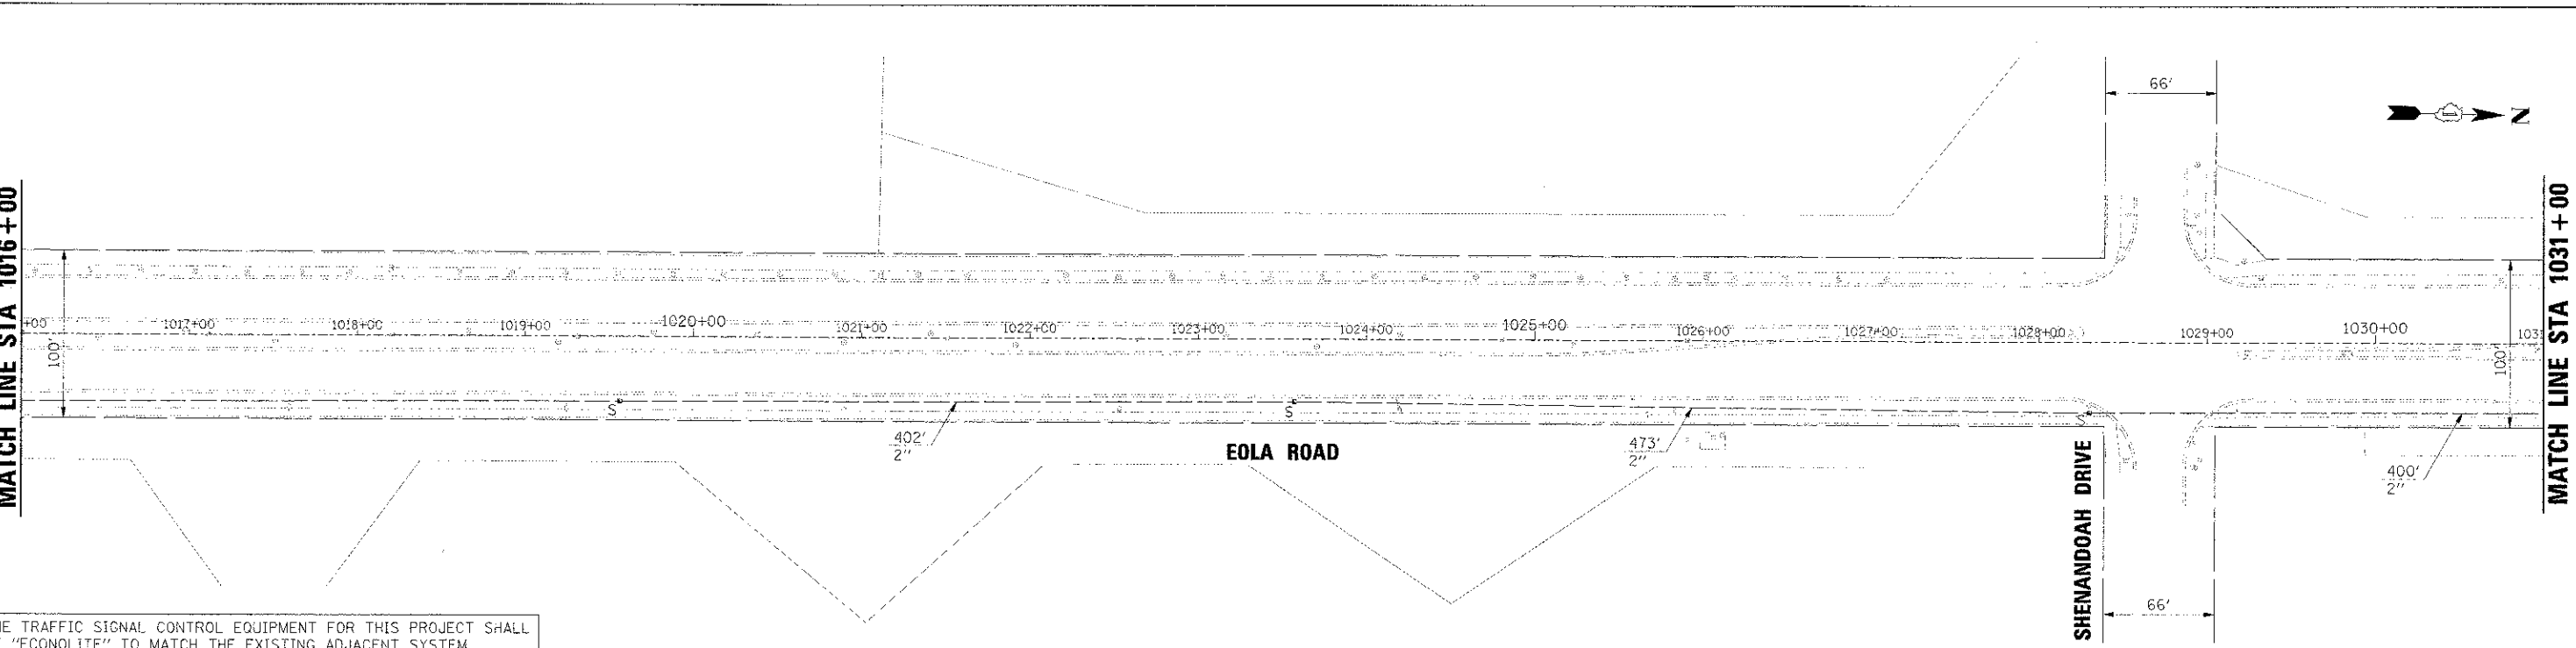 66'
N
MATCH LINE STA 1016+00
MATCH LINE STA 1031+00
+00
1017+00
1018+00
1019+00
1020+00
1021+00
1022+00
1023+00
1024+00
1025+00
1026+00
1027+00
1028+00
1029+00
1030+00
1031
100'
100'
S
S
S
402'
2"
EOLA ROAD
473'
2"
SHENANDOAH DRIVE
400'
2"
66'
TRAFFIC SIGNAL CONTROL EQUIPMENT FOR THIS PROJECT SHALL
"ECONOLITE" TO MATCH THE EXISTING ADJACENT SYSTEM